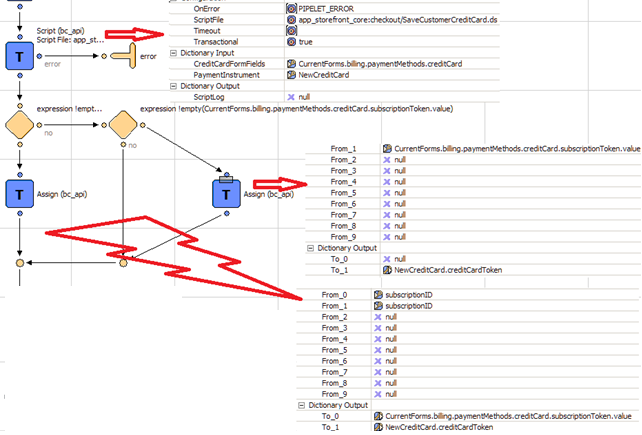 Script (bc_api)
Script File: app_st...
error
error
OnError PIPELET_ERROR
ScriptFile app_storefront_core:checkout/SaveCustomerCreditCard.ds
Timeout
Transactional true
Dictionary Input
CreditCardFormFields CurrentForms.billing.paymentMethods.creditCard
PaymentInstrument NewCreditCard
Dictionary Output
ScriptLog null
expression !empt...
expression !empty(CurrentForms.billing.paymentMethods.creditCard.subscriptionToken.value)
no
no
Assign (bc_api)
Assign (bc_api)
From_1 CurrentForms.billing.paymentMethods.creditCard.subscriptionToken.value
From_2 null
From_3 null
From_4 null
From_5 null
From_6 null
From_7 null
From_8 null
From_9 null
Dictionary Output
To_0 null
To_1 NewCreditCard.creditCardToken
From_0 subscriptionID
From_1 subscriptionID
From_2 null
From_3 null
From_4 null
From_5 null
From_6 null
From_7 null
From_8 null
From_9 null
Dictionary Output
To_0 CurrentForms.billing.paymentMethods.creditCard.subscriptionToken.value
To_1 NewCreditCard.creditCardToken